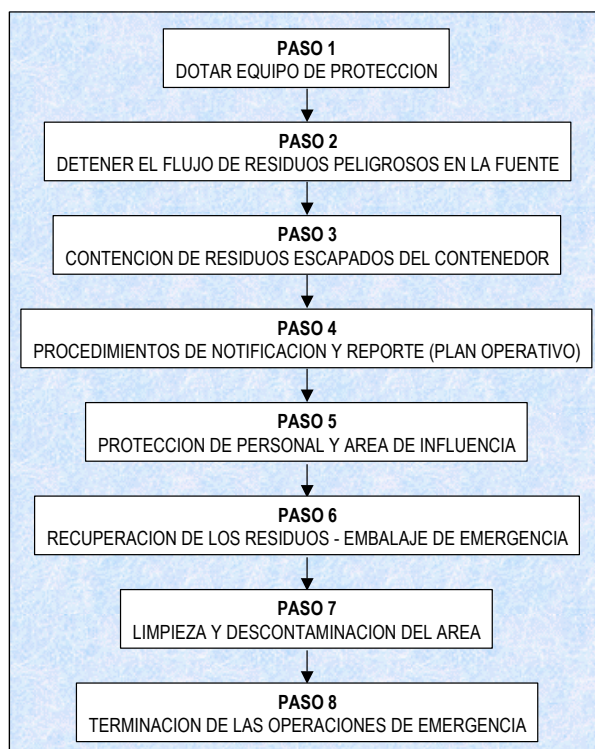 PASO 1
DOTAR EQUIPO DE PROTECCION
PASO 2
DETENER EL FLUJO DE RESIDUOS PELIGROSOS EN LA FUENTE
PASO 3
CONTENCION DE RESIDUOS ESCAPADOS DEL CONTENEDOR
PASO 4
PROCEDIMIENTOS DE NOTIFICACION Y REPORTE (PLAN OPERATIVO)
PASO 5
PROTECCION DE PERSONAL Y AREA DE INFLUENCIA
PASO 6
RECUPERACION DE LOS RESIDUOS - EMBALAJE DE EMERGENCIA
PASO 7
LIMPIEZA Y DESCONTAMINACION DEL AREA
PASO 8
TERMINACION DE LAS OPERACIONES DE EMERGENCIA